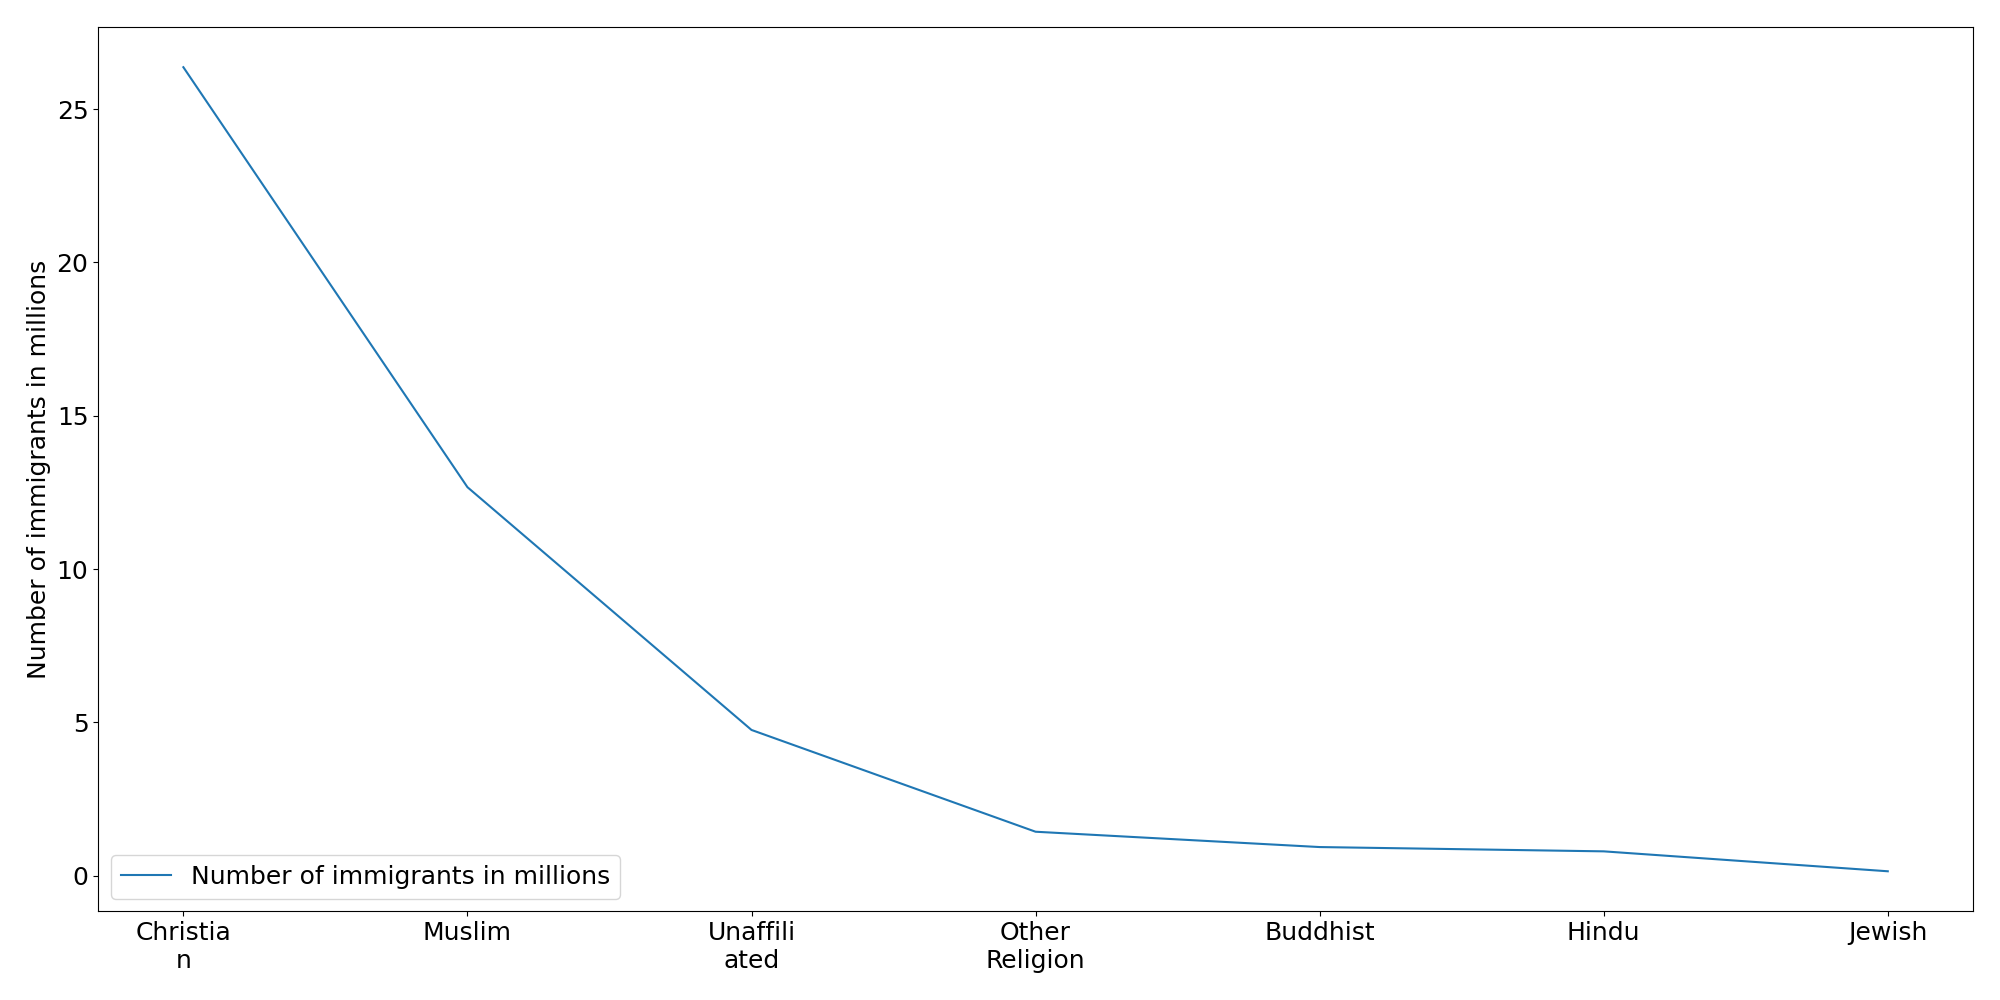 Number of immigrants in millions
25
20
15
10
5
0
Number of immigrants in millions
Christia
n
Muslim
Unaffili
ated
Other
Religion
Buddhist
Hindu
Jewish